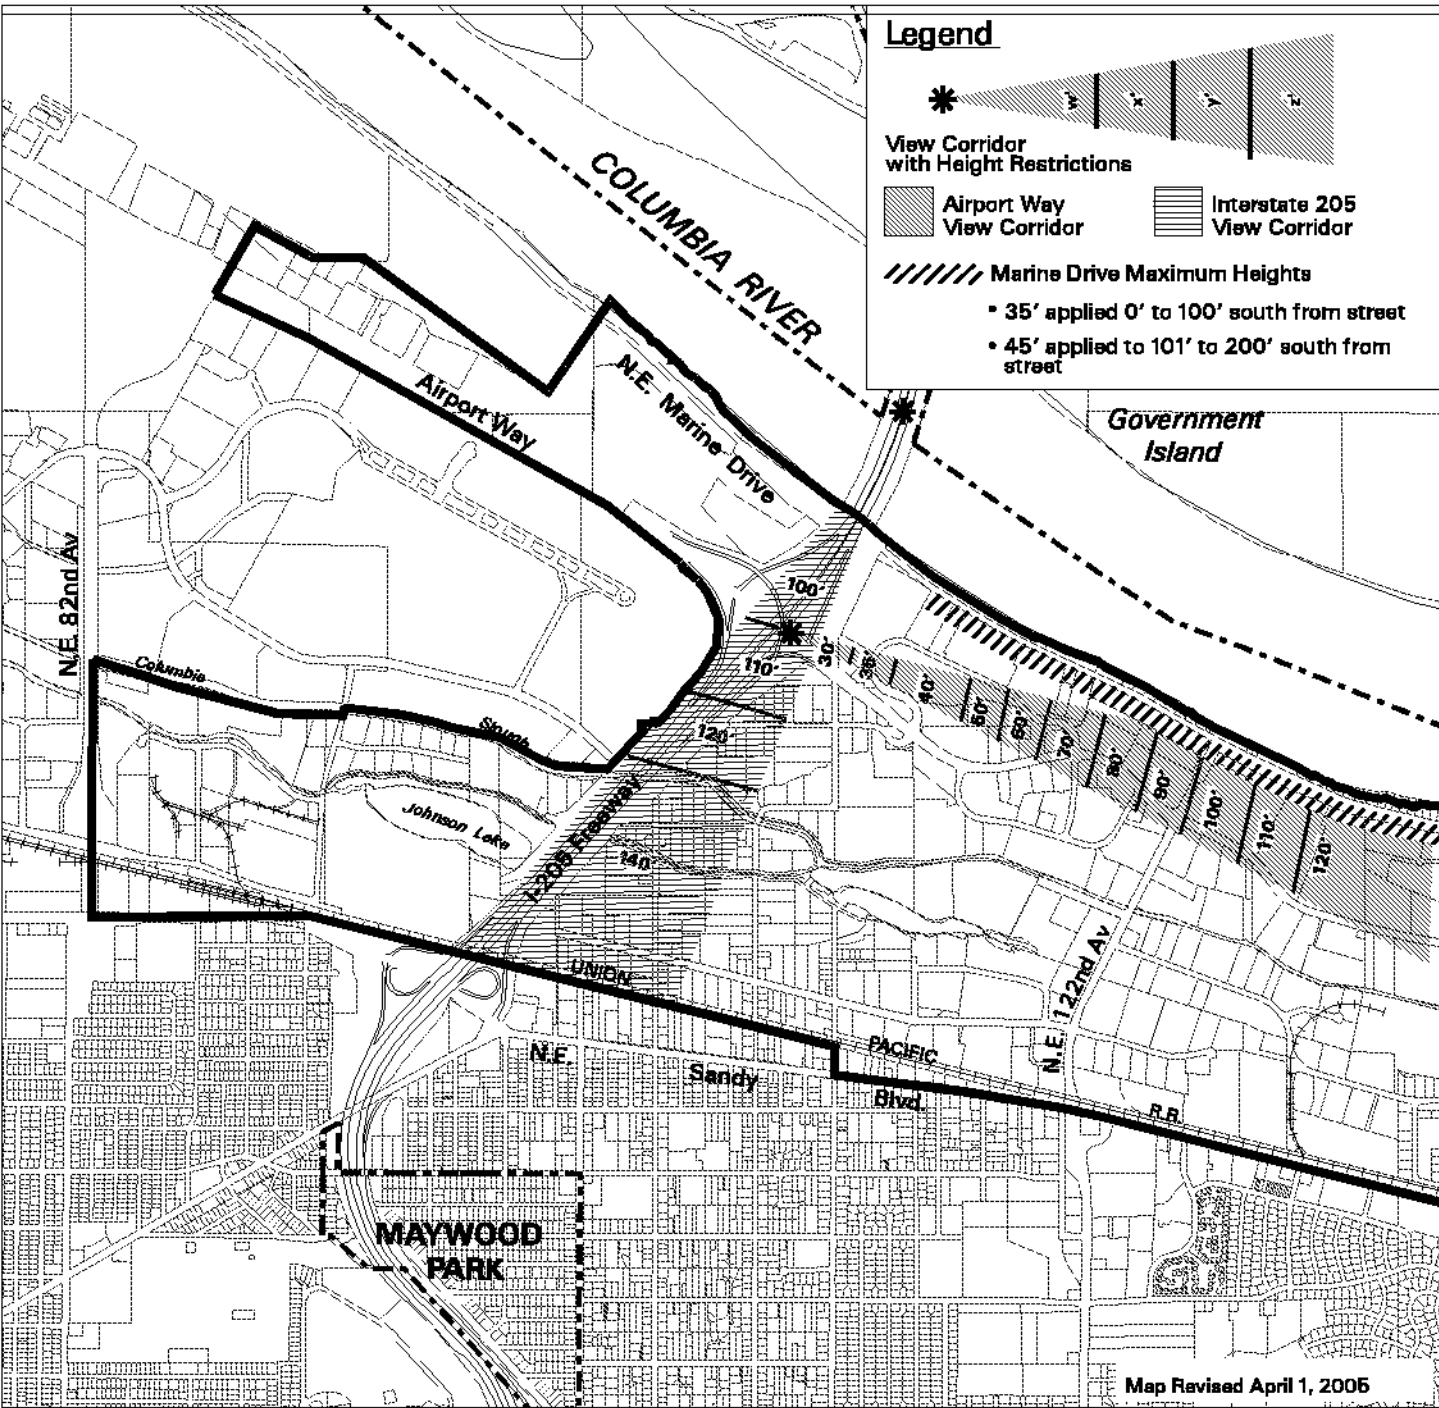 Legend
w'
x'
y'
z'
View Corridor
with Height Restrictions
Airport Way
View Corridor
Interstate 205
View Corridor
Marine Drive Maximum Heights
• 35' applied 0' to 100' south from street
• 45' applied to 101' to 200' south from
street
COLUMBIA RIVER
Government
Island
N.E. Marine Drive
Airport Way
N.E. 82nd Av
Columbia
Slough
Johnson Lake
I-205 Freeway
100'
110'
120'
140'
30'
35'
40'
50'
60'
70'
80'
90'
100'
110'
120'
N.E. 122nd Av
UNION
PACIFIC
R.R.
N.E.
Sandy
Blvd.
MAYWOOD
PARK
Map Revised April 1, 2005